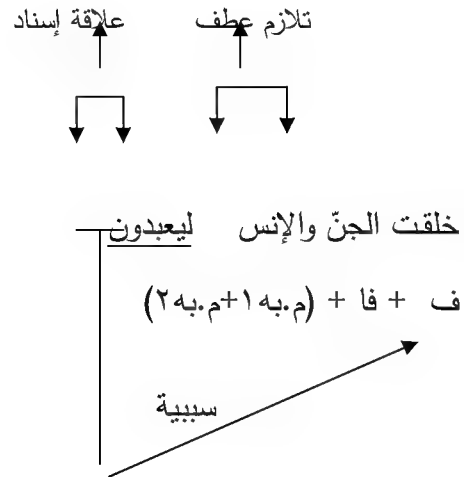 تلازم عطف علاقة إسناد
خلقت الجنّ والإنس ليعبدون
ف + فا + (م.به١+م.به٢)
سببية